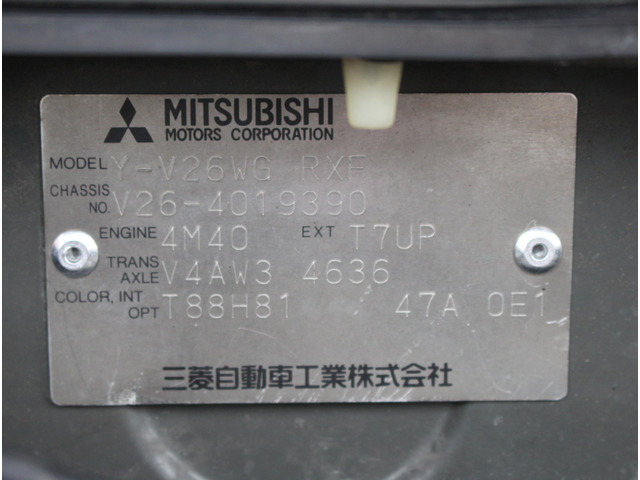 MITSUBISHI
MOTORS CORPORATION
MODEL Y-V26WG RXF
CHASSIS NO. V26-4019390
ENGINE 4M40 EXT T7UP
TRANS AXLE V4AW3 4636
COLOR, INT OPT T88H81 47A 0E1
三菱自動車工業株式会社